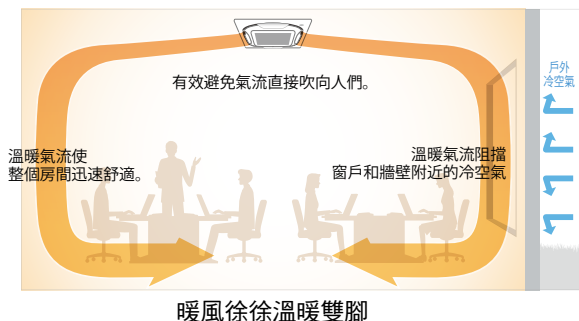 有效避免氣流直接吹向人們。
戶外
冷空氣
溫暖氣流使
整個房間迅速舒適。
溫暖氣流阻擋
窗戶和牆壁附近的冷空氣
暖風徐徐溫暖雙腳